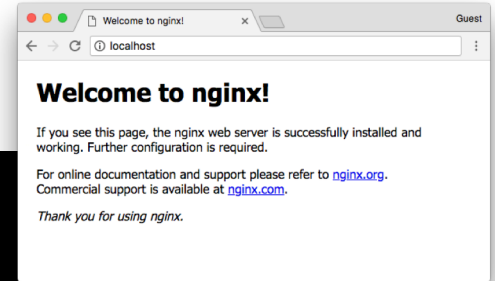 Welcome to nginx!
Guest
localhost
Welcome to nginx!
If you see this page, the nginx web server is successfully installed and
working. Further configuration is required.
For online documentation and support please refer to nginx.org.
Commercial support is available at nginx.com.
Thank you for using nginx.